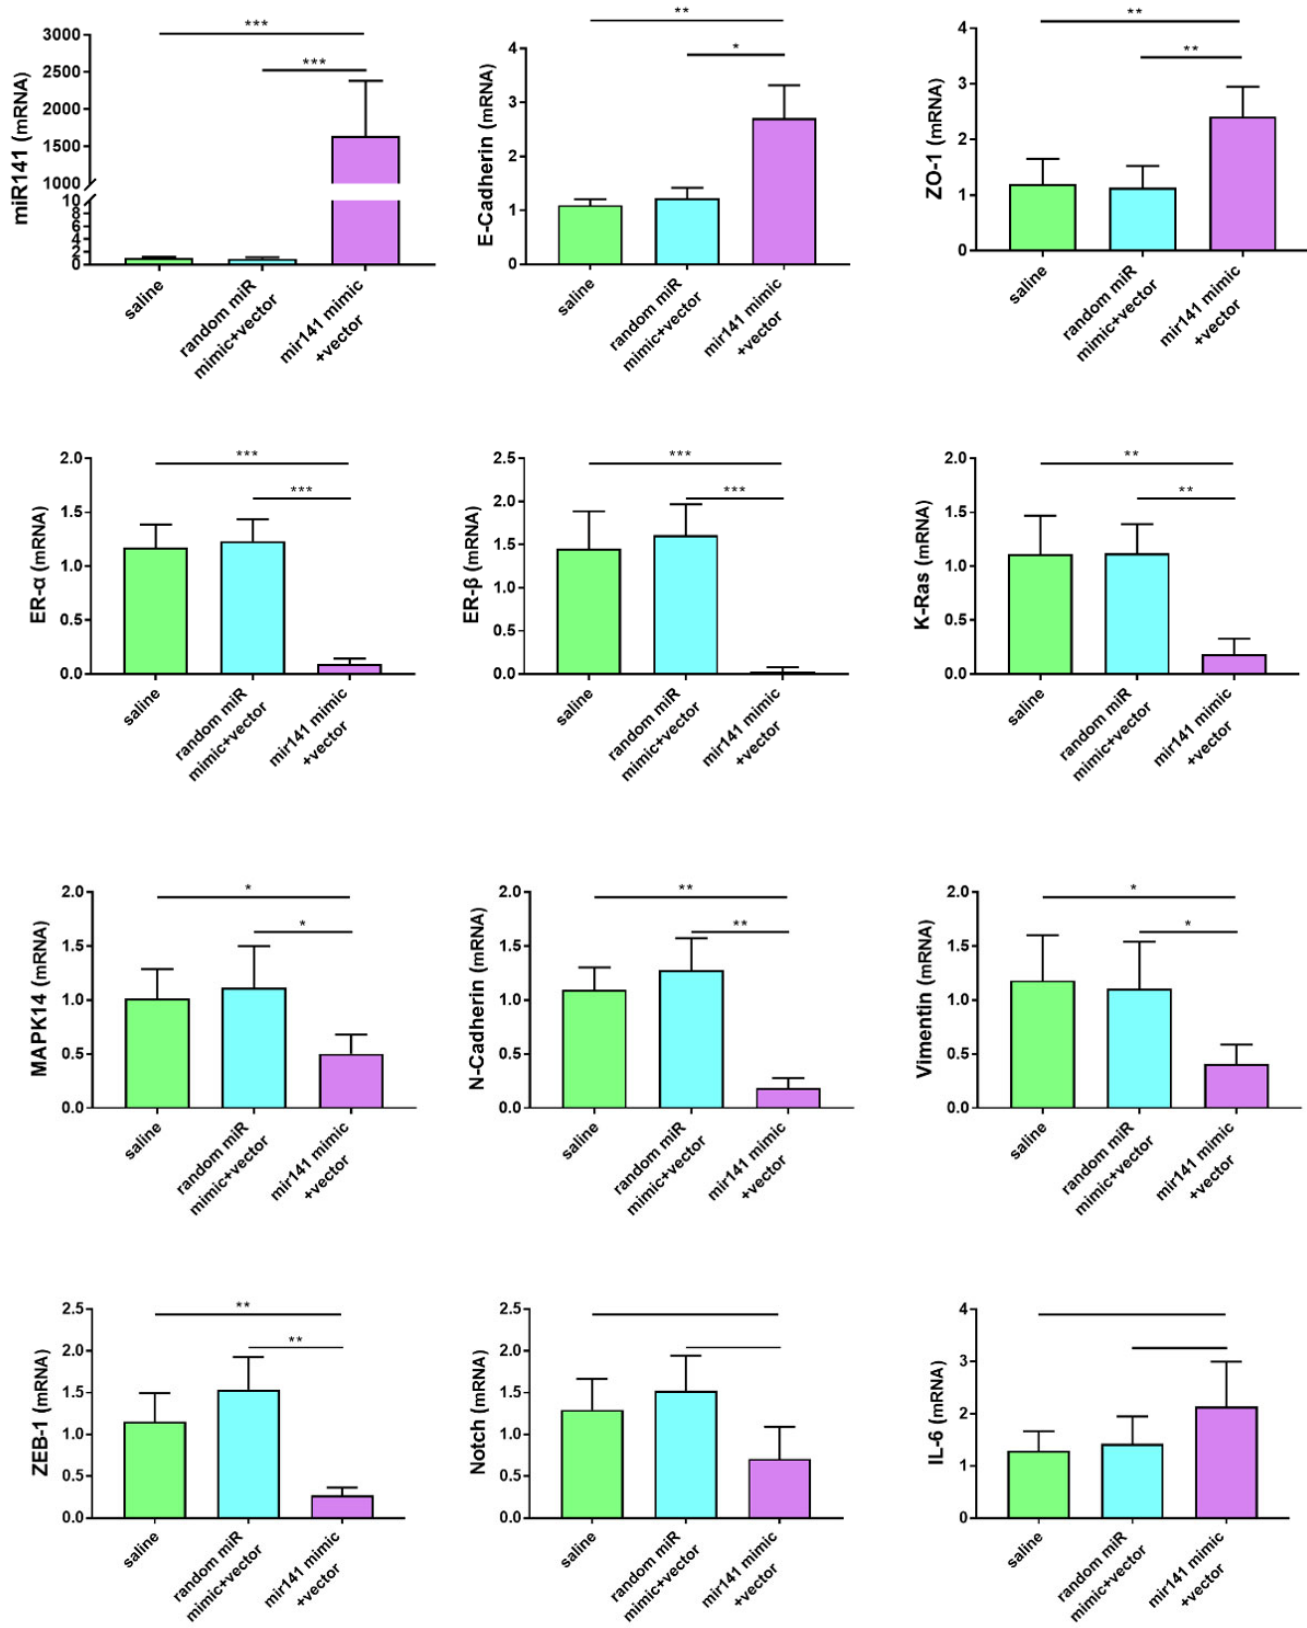 miR141 (mRNA)
3000
2500
2000
1500
1000
10
8
6
4
2
0
***
***
saline
random miR
mimic+vector
mir141 mimic
+vector
E-Cadherin (mRNA)
4
3
2
1
0
**
*
saline
random miR
mimic+vector
mir141 mimic
+vector
ZO-1 (mRNA)
4
3
2
1
0
**
**
saline
random miR
mimic+vector
mir141 mimic
+vector
ER-α (mRNA)
2.0
1.5
1.0
0.5
0.0
***
***
saline
random miR
mimic+vector
mir141 mimic
+vector
ER-β (mRNA)
2.5
2.0
1.5
1.0
0.5
0.0
***
***
saline
random miR
mimic+vector
mir141 mimic
+vector
K-Ras (mRNA)
2.0
1.5
1.0
0.5
0.0
**
**
saline
random miR
mimic+vector
mir141 mimic
+vector
MAPK14 (mRNA)
2.0
1.5
1.0
0.5
0.0
*
*
saline
random miR
mimic+vector
mir141 mimic
+vector
N-Cadherin (mRNA)
2.0
1.5
1.0
0.5
0.0
**
**
saline
random miR
mimic+vector
mir141 mimic
+vector
Vimentin (mRNA)
2.0
1.5
1.0
0.5
0.0
*
*
saline
random miR
mimic+vector
mir141 mimic
+vector
ZEB-1 (mRNA)
2.5
2.0
1.5
1.0
0.5
0.0
**
**
saline
random miR
mimic+vector
mir141 mimic
+vector
Notch (mRNA)
2.5
2.0
1.5
1.0
0.5
0.0
saline
random miR
mimic+vector
mir141 mimic
+vector
IL-6 (mRNA)
4
3
2
1
0
saline
random miR
mimic+vector
mir141 mimic
+vector